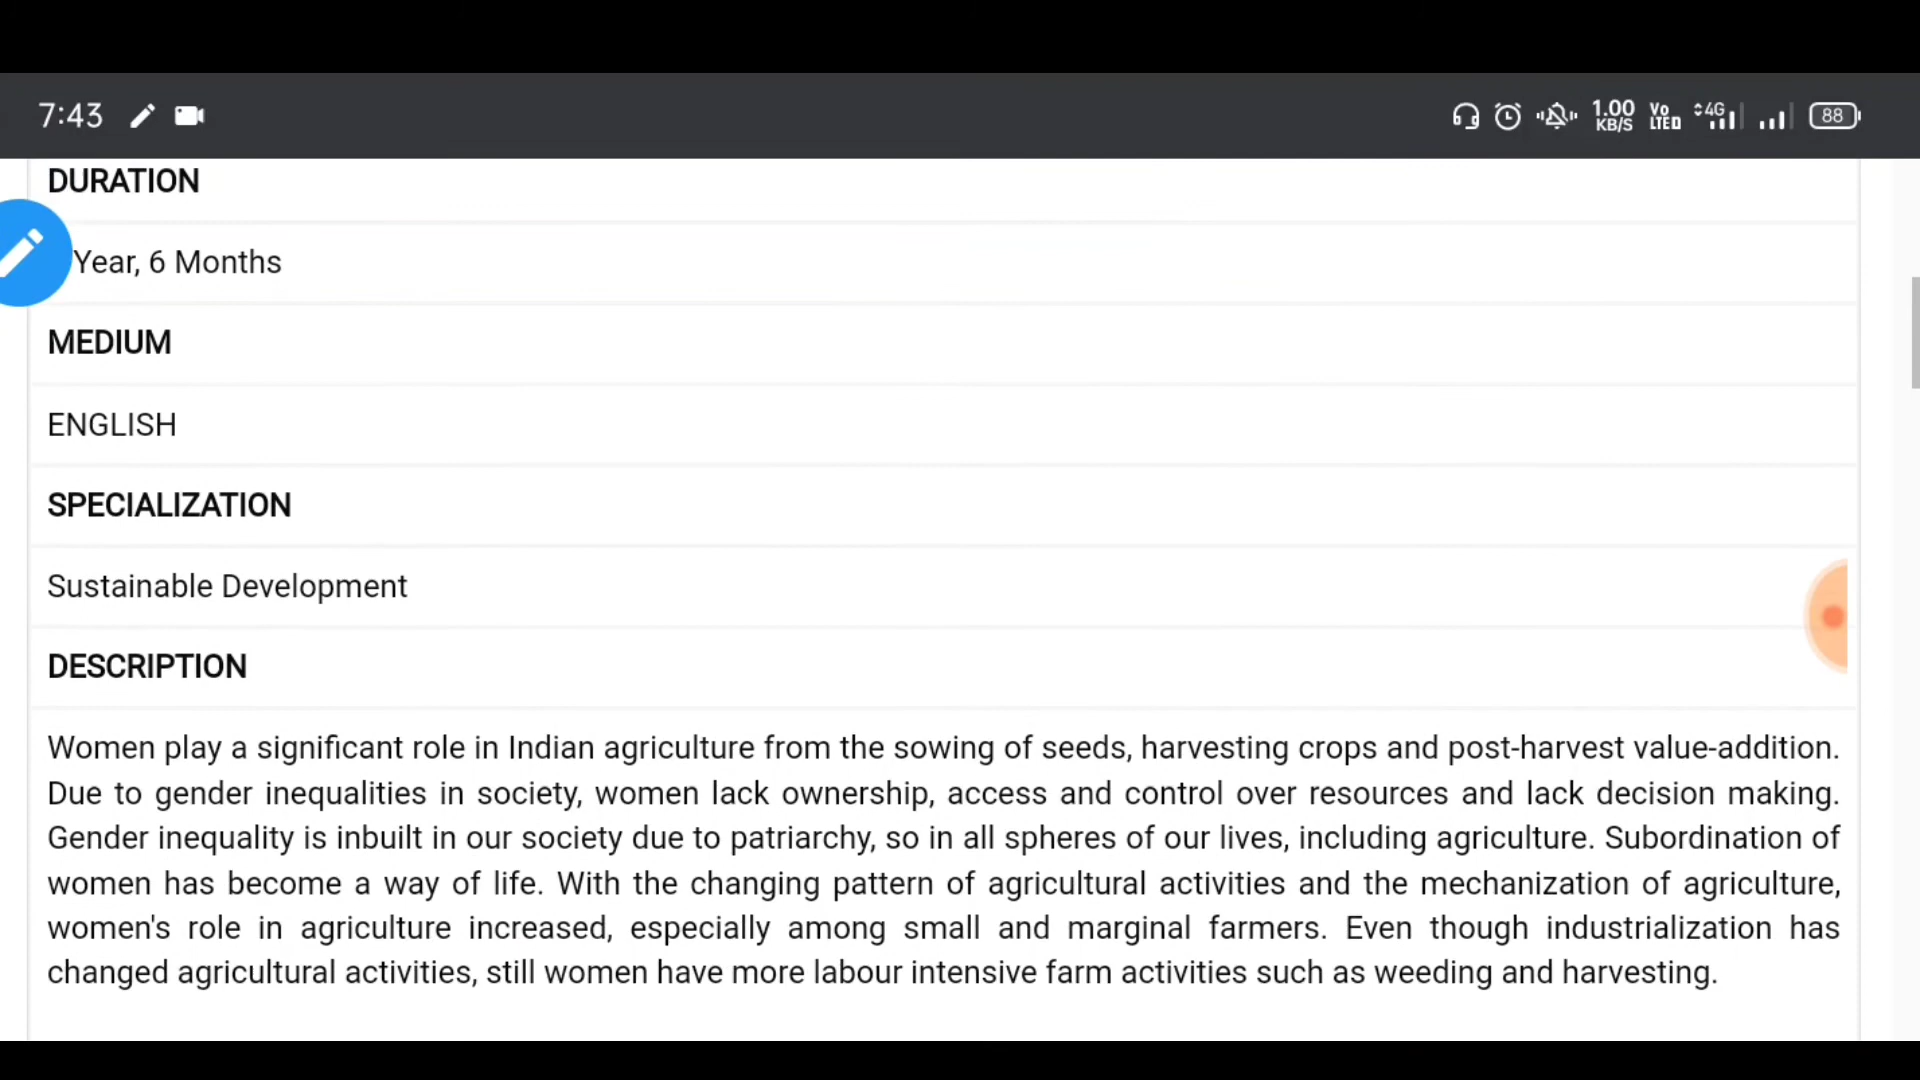 7:43
1.00
KB/S
Vo
LTED
4G
88
DURATION
Year, 6 Months
MEDIUM
ENGLISH
SPECIALIZATION
Sustainable Development
DESCRIPTION
Women play a significant role in Indian agriculture from the sowing of seeds, harvesting crops and post-harvest value-addition.
Due to gender inequalities in society, women lack ownership, access and control over resources and lack decision making.
Gender inequality is inbuilt in our society due to patriarchy, so in all spheres of our lives, including agriculture. Subordination of
women has become a way of life. With the changing pattern of agricultural activities and the mechanization of agriculture,
women's role in agriculture increased, especially among small and marginal farmers. Even though industrialization has
changed agricultural activities, still women have more labour intensive farm activities such as weeding and harvesting.